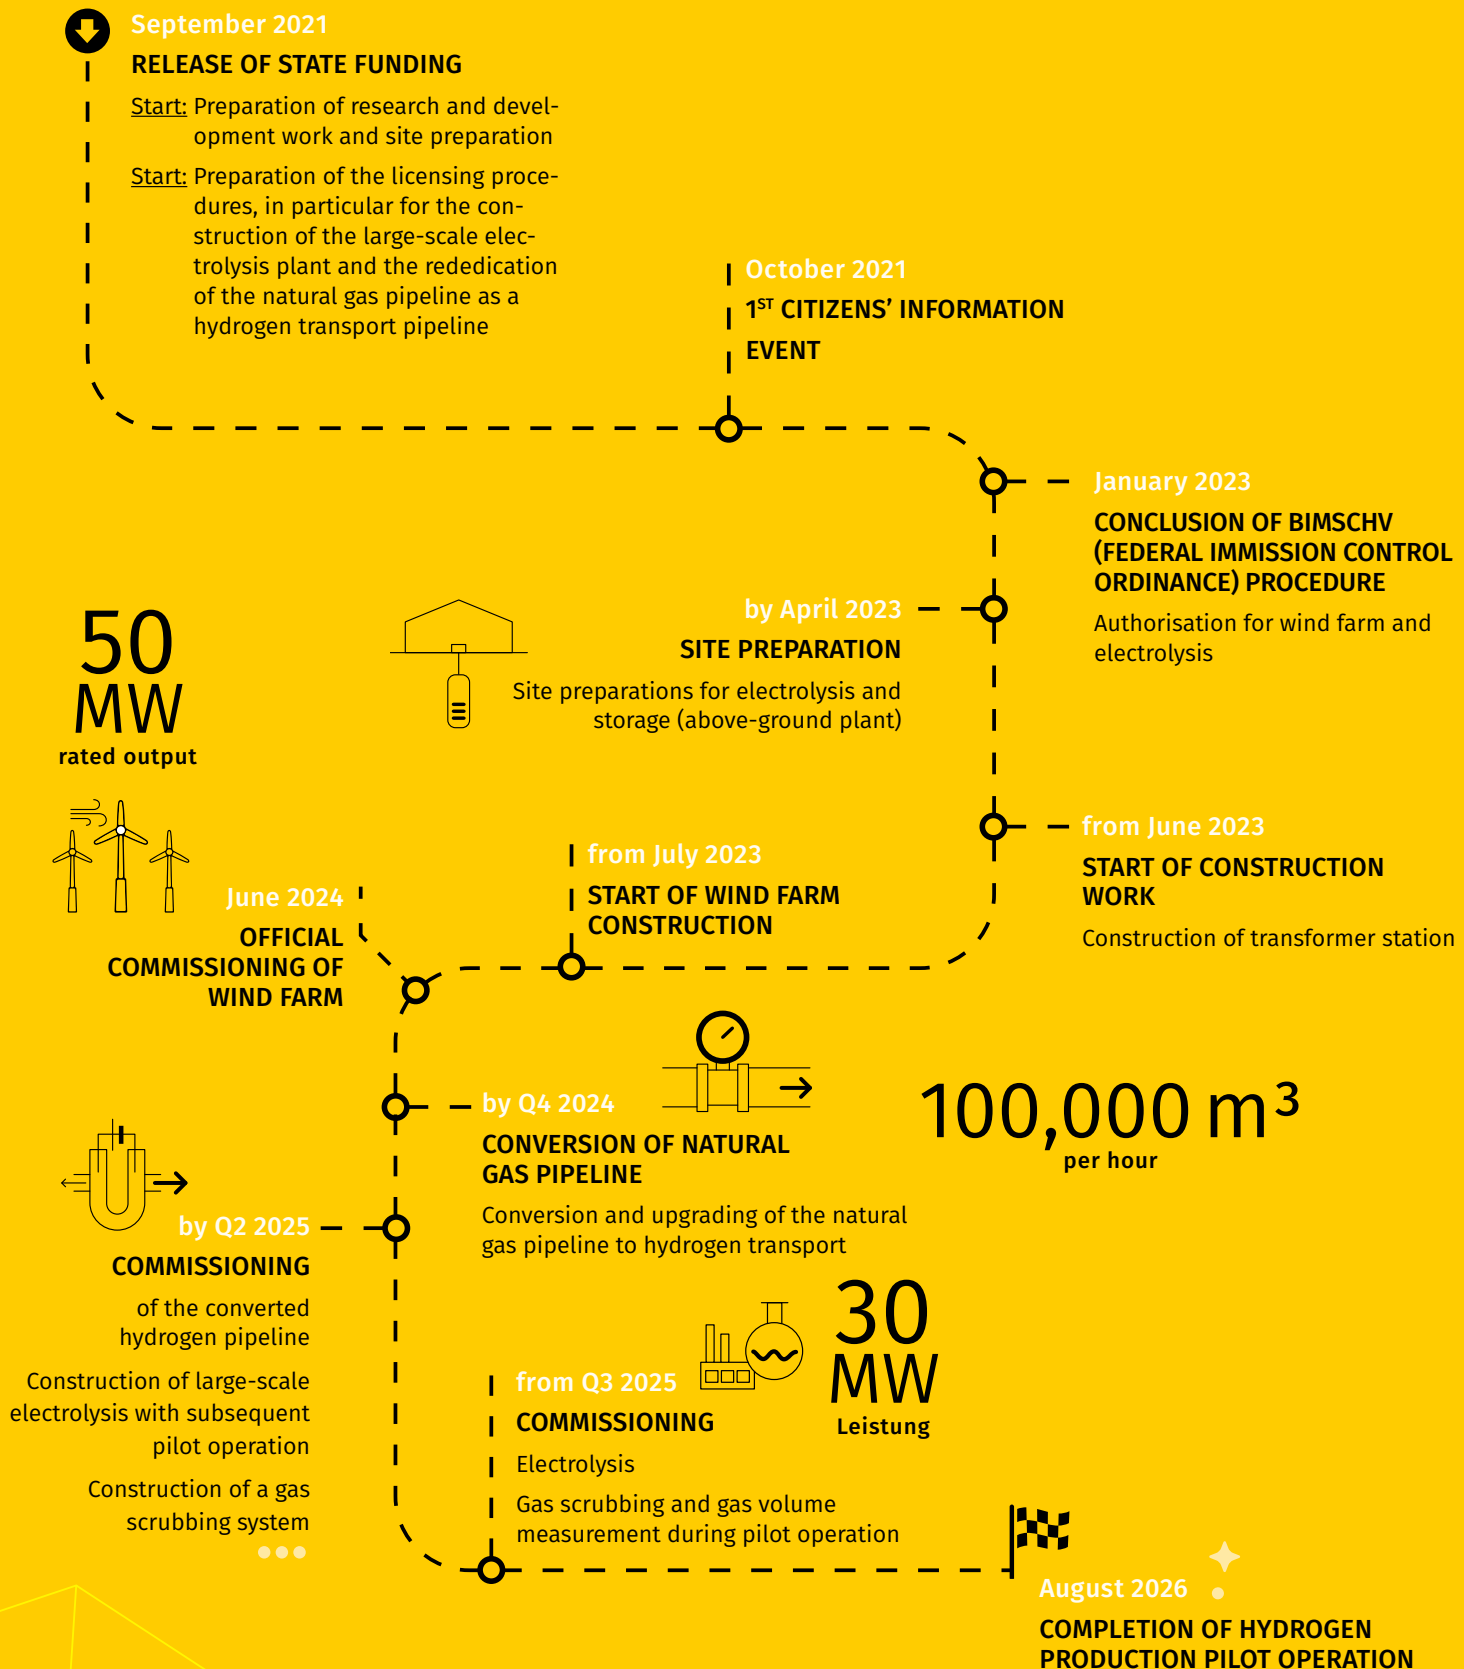 September 2021
RELEASE OF STATE FUNDING
Start: Preparation of research and devel-
opment work and site preparation
Start: Preparation of the licensing proce-
dures, in particular for the con-
struction of the large-scale elec-
trolysis plant and the rededication
of the natural gas pipeline as a
hydrogen transport pipeline
October 2021
1ST CITIZENS’ INFORMATION
EVENT
January 2023
CONCLUSION OF BIMSCHV
(FEDERAL IMMISSION CONTROL
ORDINANCE) PROCEDURE
Authorisation for wind farm and
electrolysis
by April 2023
SITE PREPARATION
Site preparations for electrolysis and
storage (above-ground plant)
50
MW
rated output
from June 2023
START OF CONSTRUCTION
WORK
Construction of transformer station
from July 2023
START OF WIND FARM
CONSTRUCTION
June 2024
OFFICIAL
COMMISSIONING OF
WIND FARM
by Q4 2024
CONVERSION OF NATURAL
GAS PIPELINE
Conversion and upgrading of the natural
gas pipeline to hydrogen transport
100,000 m³
per hour
by Q2 2025
COMMISSIONING
of the converted
hydrogen pipeline
Construction of large-scale
electrolysis with subsequent
pilot operation
Construction of a gas
scrubbing system
from Q3 2025
COMMISSIONING
Electrolysis
Gas scrubbing and gas volume
measurement during pilot operation
30
MW
Leistung
August 2026
COMPLETION OF HYDROGEN
PRODUCTION PILOT OPERATION